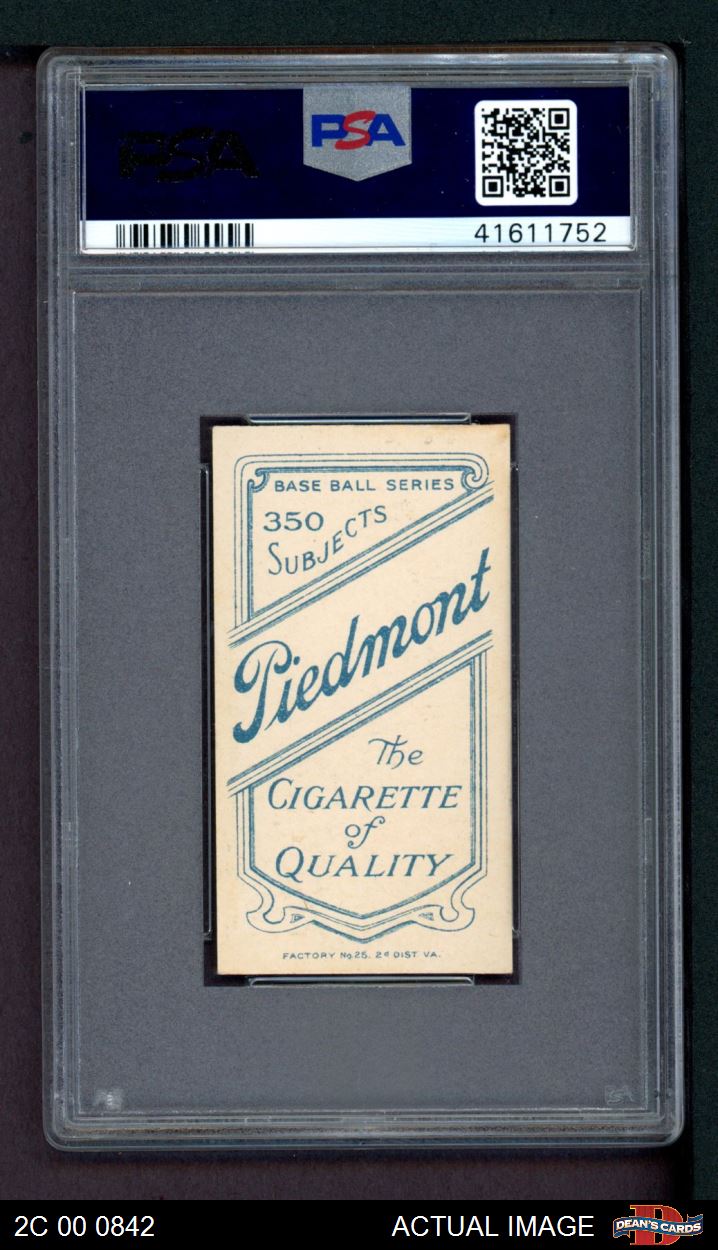 PSA
PSA
41611752
BASE BALL SERIES
350
SUBJECTS
Piedmont
The
CIGARETTE
of
QUALITY
FACTORY No 25. 2d DIST VA.
2C 00 0842
ACTUAL IMAGE
DEAN'S CARDS